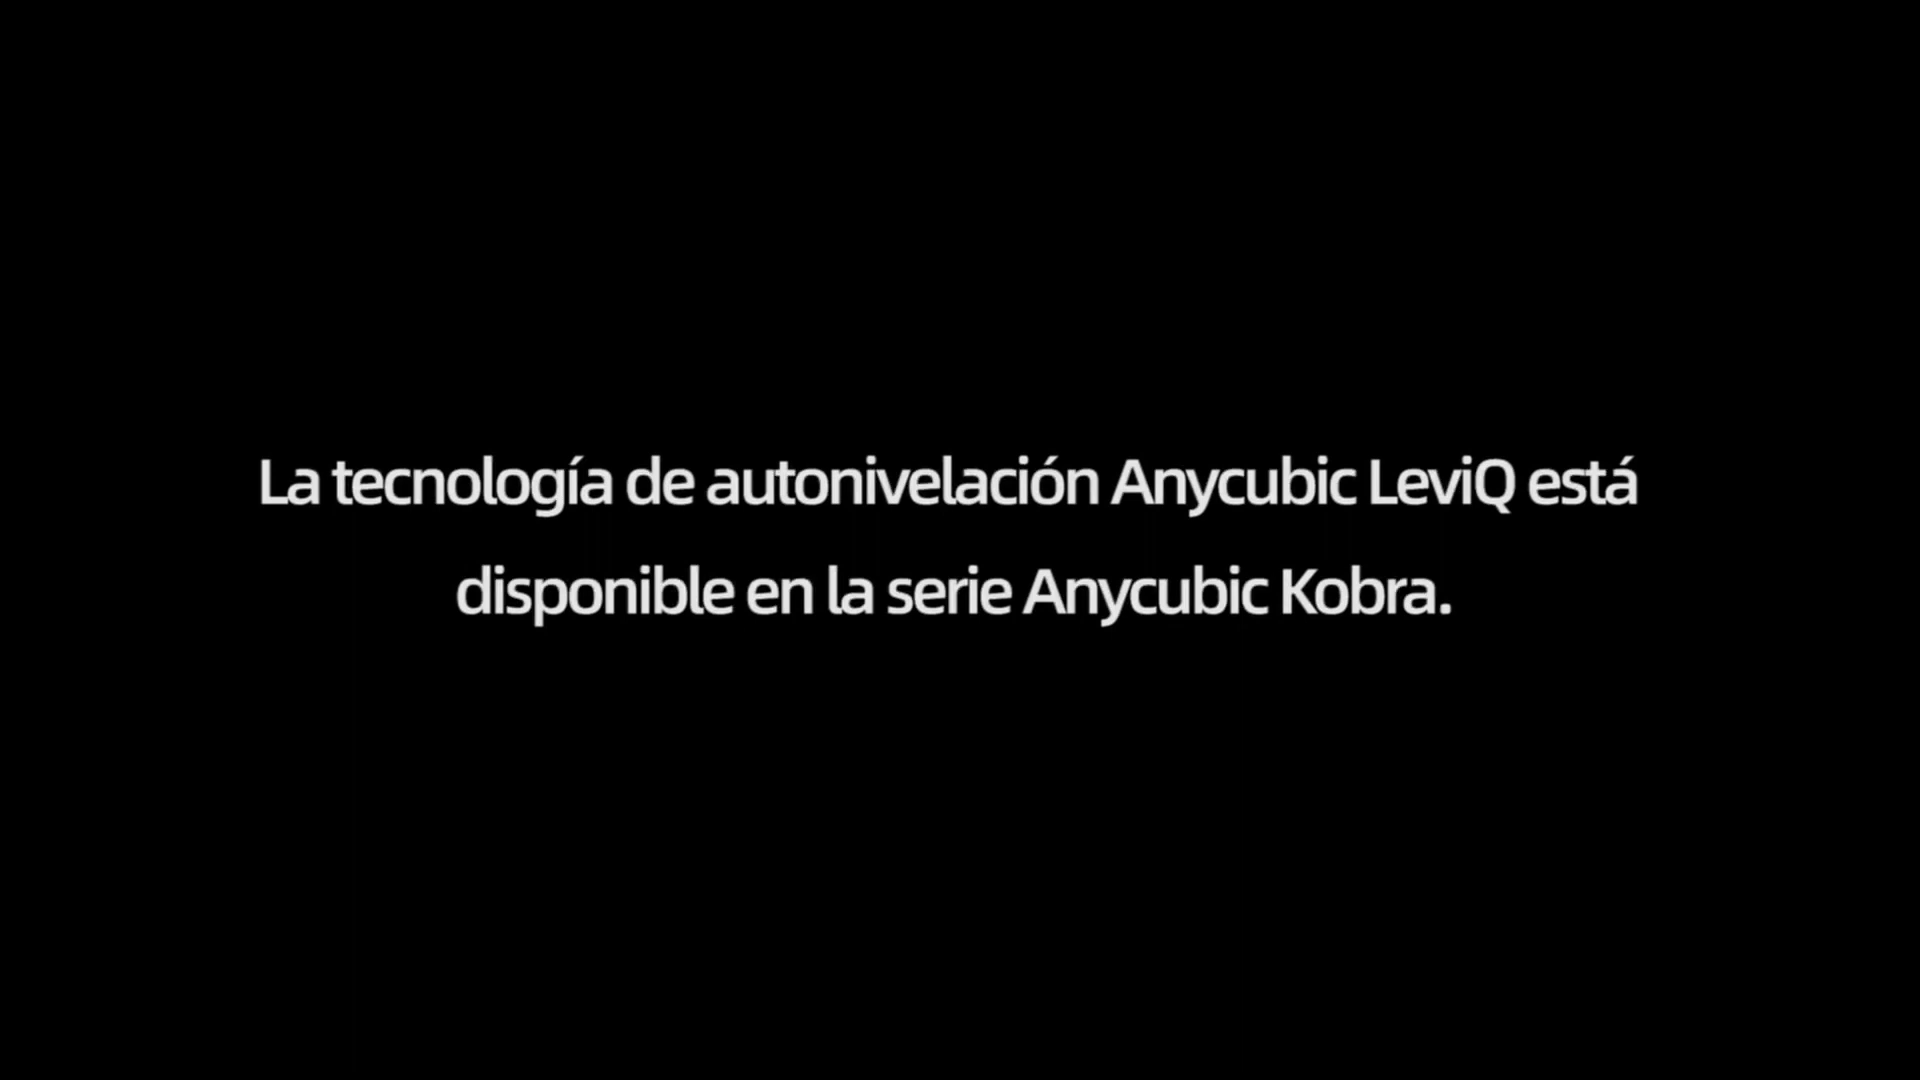 La tecnología de autonivelación Anycubic LeviQ está
disponible en la serie Anycubic Kobra.